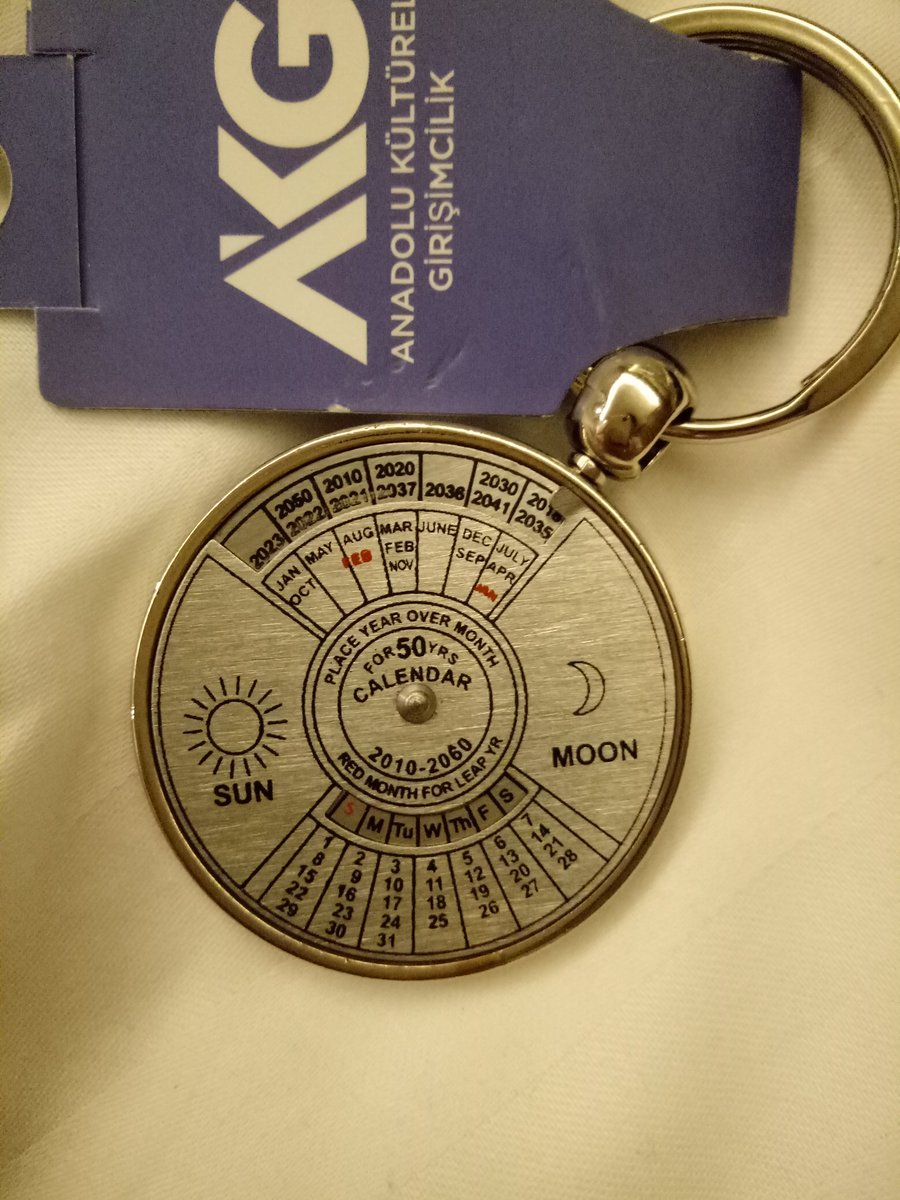 AKG
ANADOLU KÜLTÜREL
GİRİŞİMCİLİK
2050 2010 2020 2030
2023 2022 2021 2037 2036 2041 2035
JAN MAY AUG MAR JUNE DEC JULY
OCT FEB FEB SEP APR
NOV JAN
PLACE YEAR OVER MONTH
FOR 50 YRS
CALENDAR
2010-2060
RED MONTH FOR LEAP YR
SUN
MOON
S M Tu W Th F S
1 2 3 4 5 6 7
8 9 10 11 12 13 14
15 16 17 18 19 20 21
22 23 24 25 26 27 28
29 30 31